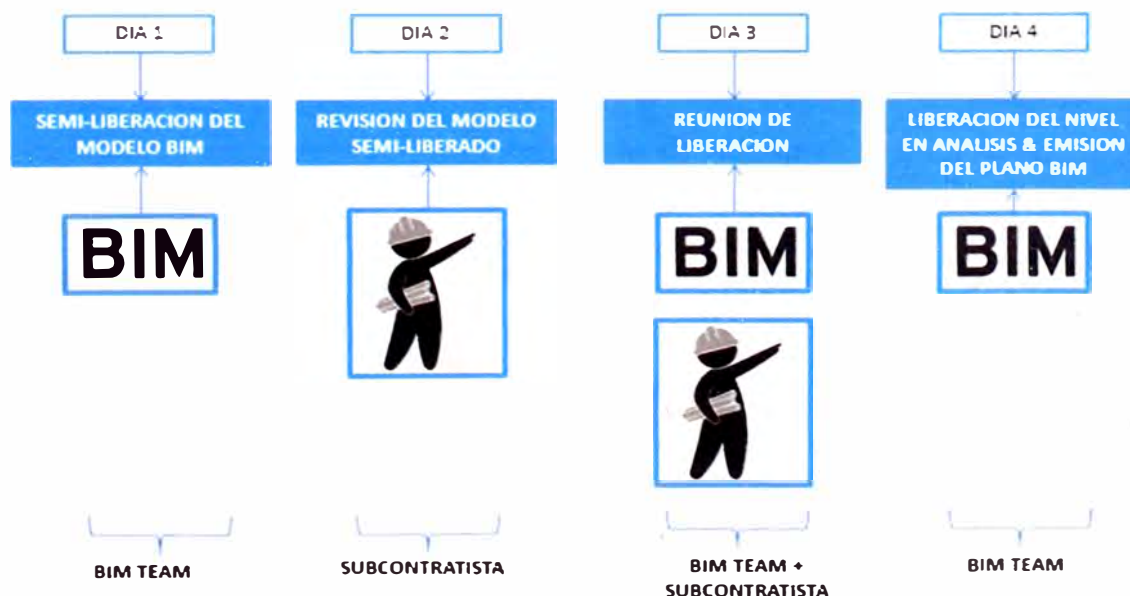 DIA 1
DIA 2
DIA 3
DIA 4
SEMI-LIBERACION DEL
MODELO BIM
REVISION DEL MODELO
SEMI-LIBERADO
REUNION DE
LIBERACION
LIBERACION DEL NIVEL
EN ANALISIS & EMISION
DEL PLANO BIM
BIM
BIM
BIM
BIM TEAM
SUBCONTRATISTA
BIM TEAM +
SUBCONTRATISTA
BIM TEAM